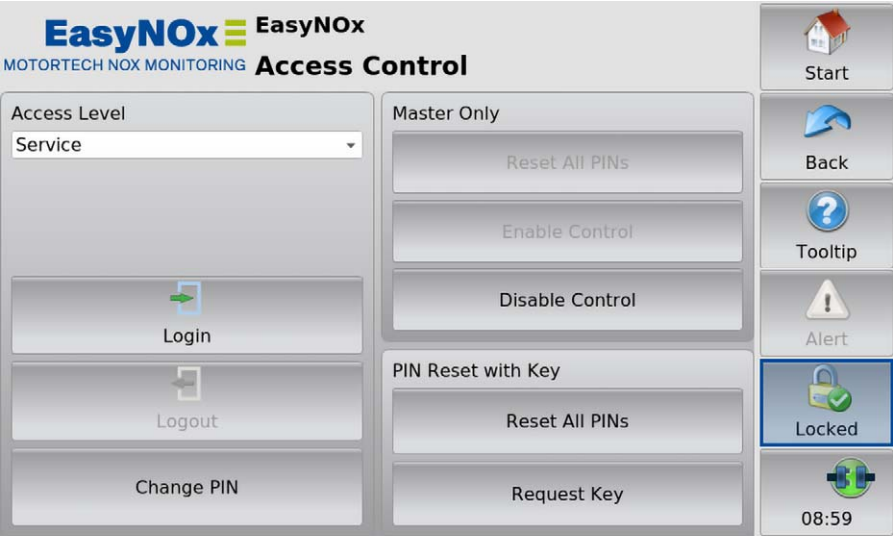 EasyNOx
MOTORTECH NOX MONITORING
EasyNOx
Access Control
Access Level
Service
Login
Logout
Change PIN
Master Only
Reset All PINs
Enable Control
Disable Control
PIN Reset with Key
Reset All PINs
Request Key
Start
Back
Tooltip
Alert
Locked
08:59